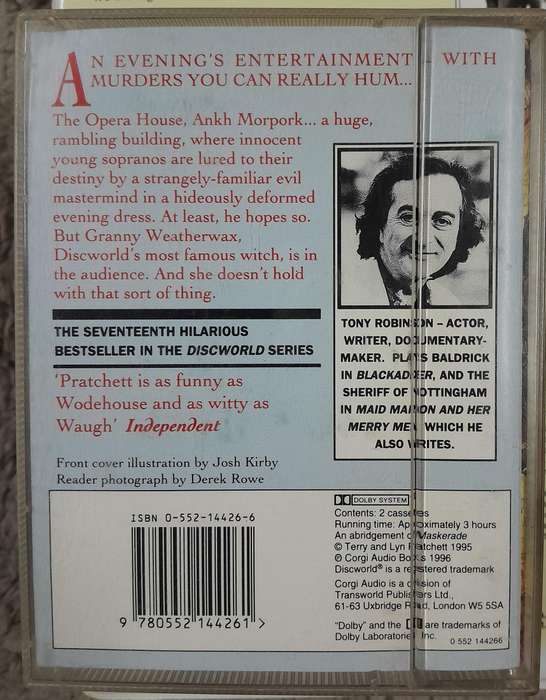 AN EVENING'S ENTERTAINMENT - WITH
MURDERS YOU CAN REALLY HUM...
The Opera House, Ankh Morpork... a huge,
rambling building, where innocent
young sopranos are lured to their
destiny by a strangely-familiar evil
mastermind in a hideously deformed
evening dress. At least, he hopes so.
But Granny Weatherwax,
Discworld's most famous witch, is in
the audience. And she doesn't hold
with that sort of thing.
THE SEVENTEENTH HILARIOUS
BESTSELLER IN THE DISCWORLD SERIES
'Pratchett is as funny as
Wodehouse and as witty as
Waugh' Independent
Front cover illustration by Josh Kirby
Reader photograph by Derek Rowe
TONY ROBINSON – ACTOR,
WRITER, DOCUMENTARY-
MAKER. PLAYS BALDRICK
IN BLACKADDER, AND THE
SHERIFF OF NOTTINGHAM
IN MAID MARION AND HER
MERRY MEN, WHICH HE
ALSO WRITES.
ISBN 0-552-14426-6
9 780552 144261 >
DOLBY SYSTEM
Contents: 2 cassettes
Running time: Approximately 3 hours
An abridgement of Maskerade
© Terry and Lyn Pratchett 1995
℗ Corgi Audio Books 1996
Discworld® is a registered trademark
Corgi Audio is a division of
Transworld Publishers Ltd.,
61-63 Uxbridge Road, London W5 5SA
"Dolby" and the are trademarks of
Dolby Laboratories Inc.
0 552 144266